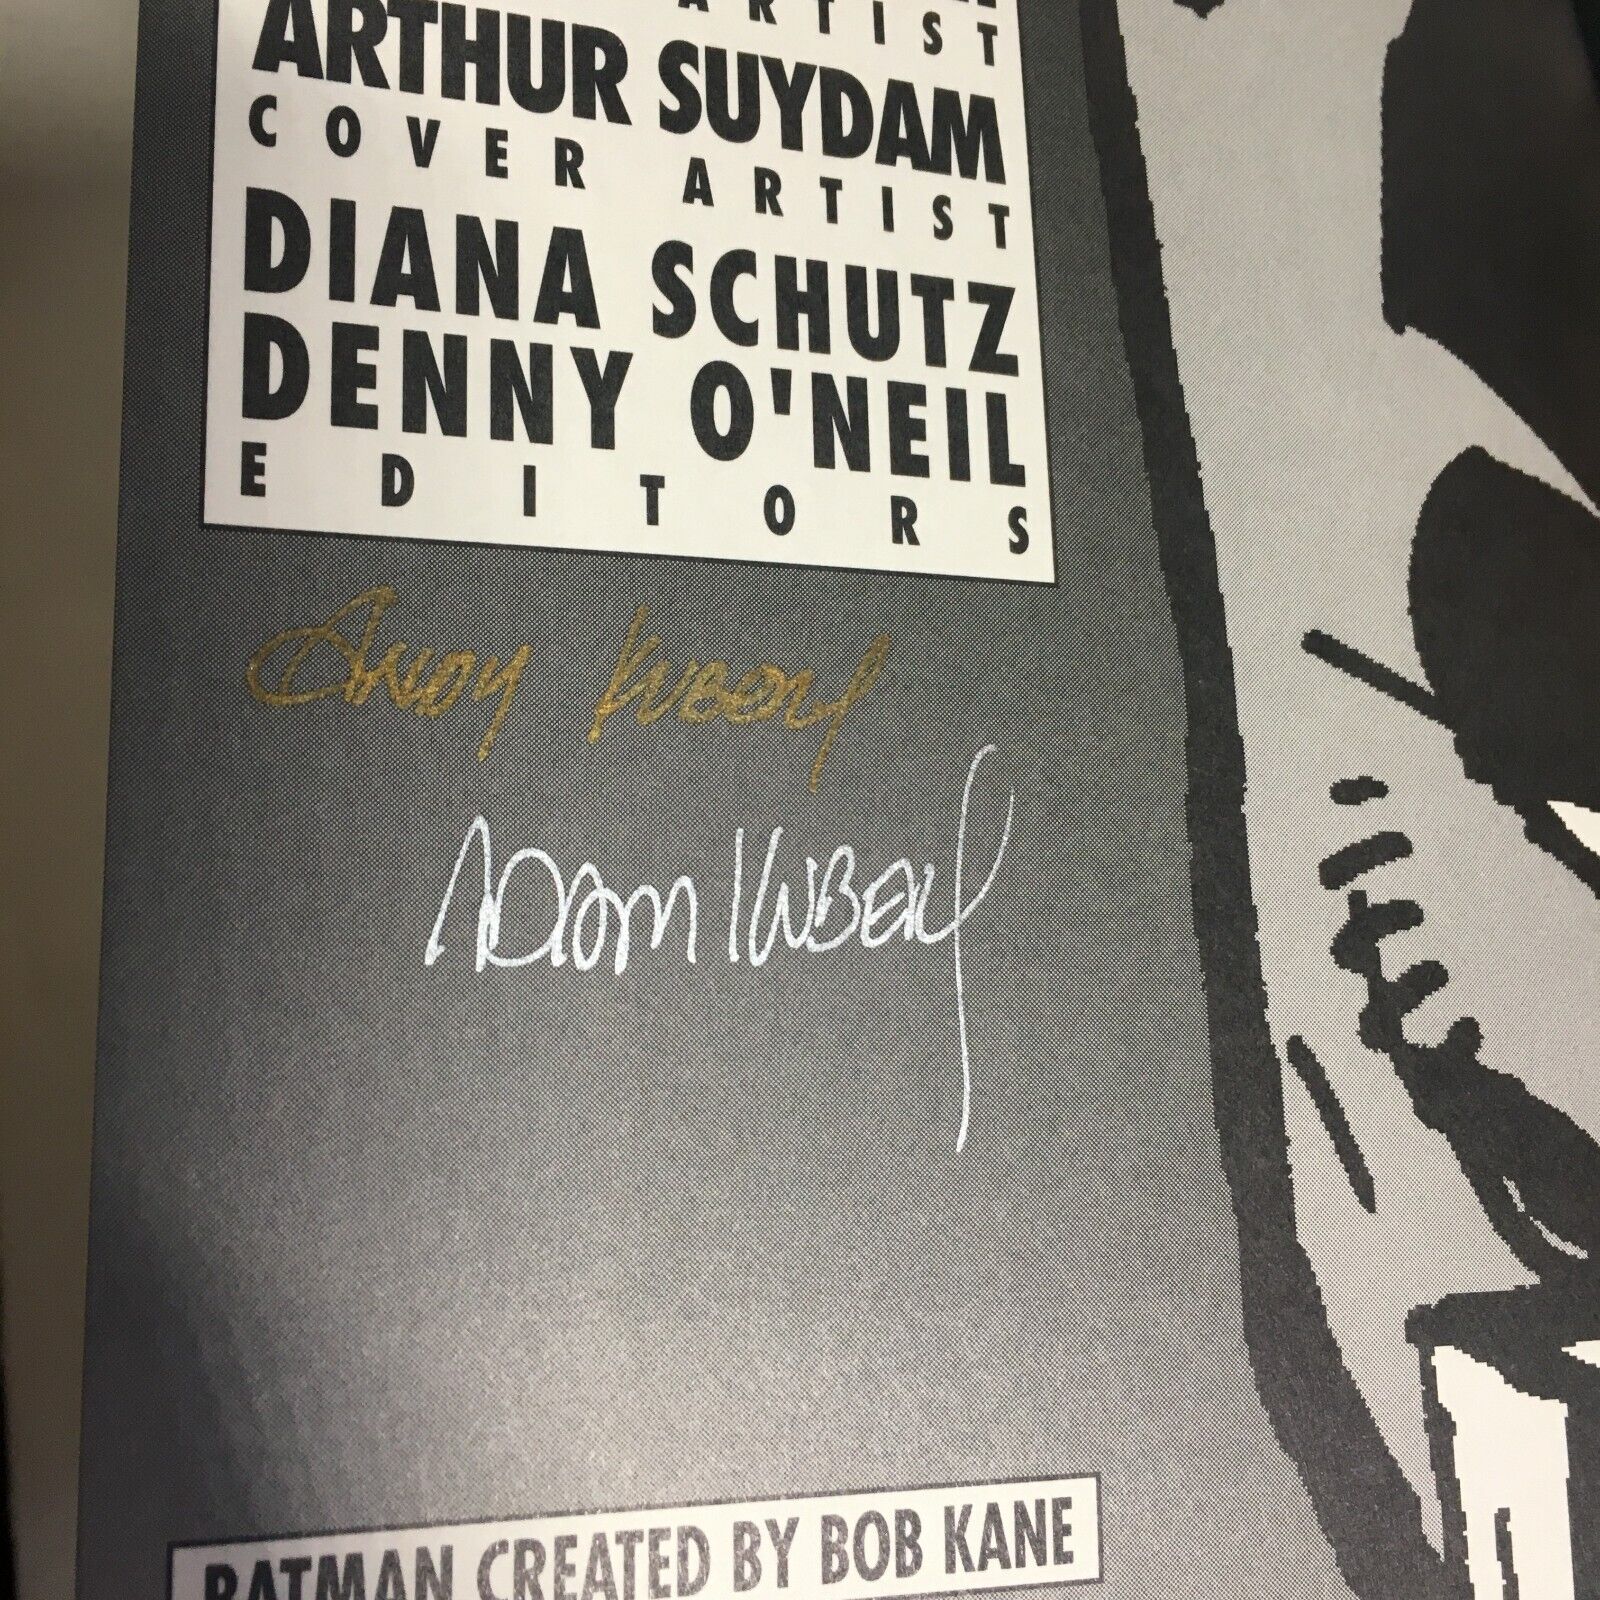 ARTIST
ARTHUR SUYDAM
COVER ARTIST
DIANA SCHUTZ
DENNY O'NEIL
EDITORS
Andy Kubert
Adam Kubert
BATMAN CREATED BY BOB KANE